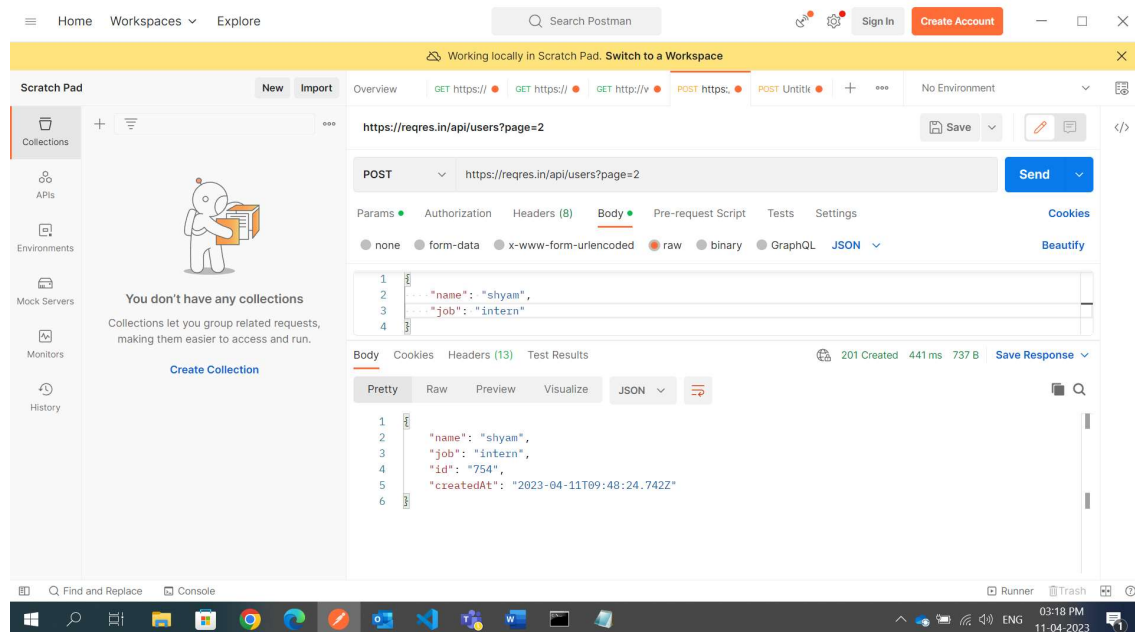 Home Workspaces Explore Search Postman Sign In Create Account
Working locally in Scratch Pad. Switch to a Workspace
Scratch Pad New Import Overview GET https:// GET https:// GET http://w POST https:, POST Untitle No Environment
Collections
APIs
Environments
Mock Servers
Monitors
History
You don't have any collections
Collections let you group related requests,
making them easier to access and run.
Create Collection
https://reqres.in/api/users?page=2 Save
POST https://reqres.in/api/users?page=2 Send
Params Authorization Headers (8) Body Pre-request Script Tests Settings Cookies
none form-data x-www-form-urlencoded raw binary GraphQL JSON Beautify
1 {
2 "name": "shyam",
3 "job": "intern"
4 }
Body Cookies Headers (13) Test Results 201 Created 441 ms 737 B Save Response
Pretty Raw Preview Visualize JSON
1 {
2 "name": "shyam",
3 "job": "intern",
4 "id": "754",
5 "createdAt": "2023-04-11T09:48:24.742Z"
6 }
Find and Replace Console Runner Trash
ENG 03:18 PM
11-04-2023 1